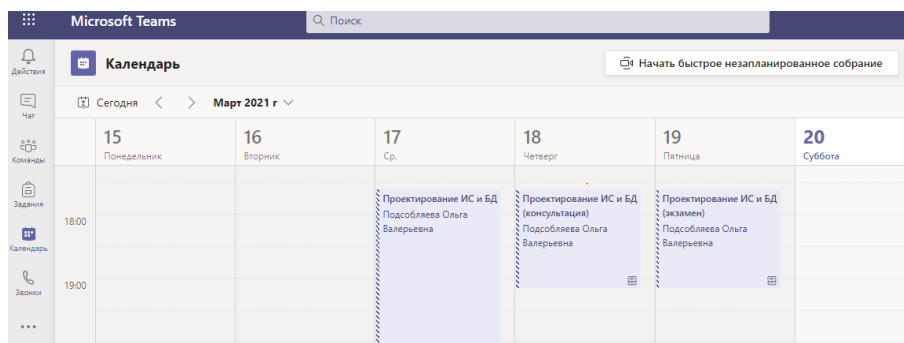 Microsoft Teams
Поиск
Действия
Чат
Команды
Задания
Календарь
Звонки
Календарь
Начать быстрое незапланированное собрание
Сегодня
Март 2021 г
15
Понедельник
16
Вторник
17
Ср.
18
Четверг
19
Пятница
20
Суббота
18:00
19:00
Проектирование ИС и БД
Подсобляева Ольга
Валерьевна
Проектирование ИС и БД
(консультация)
Подсобляева Ольга
Валерьевна
Проектирование ИС и БД
(экзамен)
Подсобляева Ольга
Валерьевна